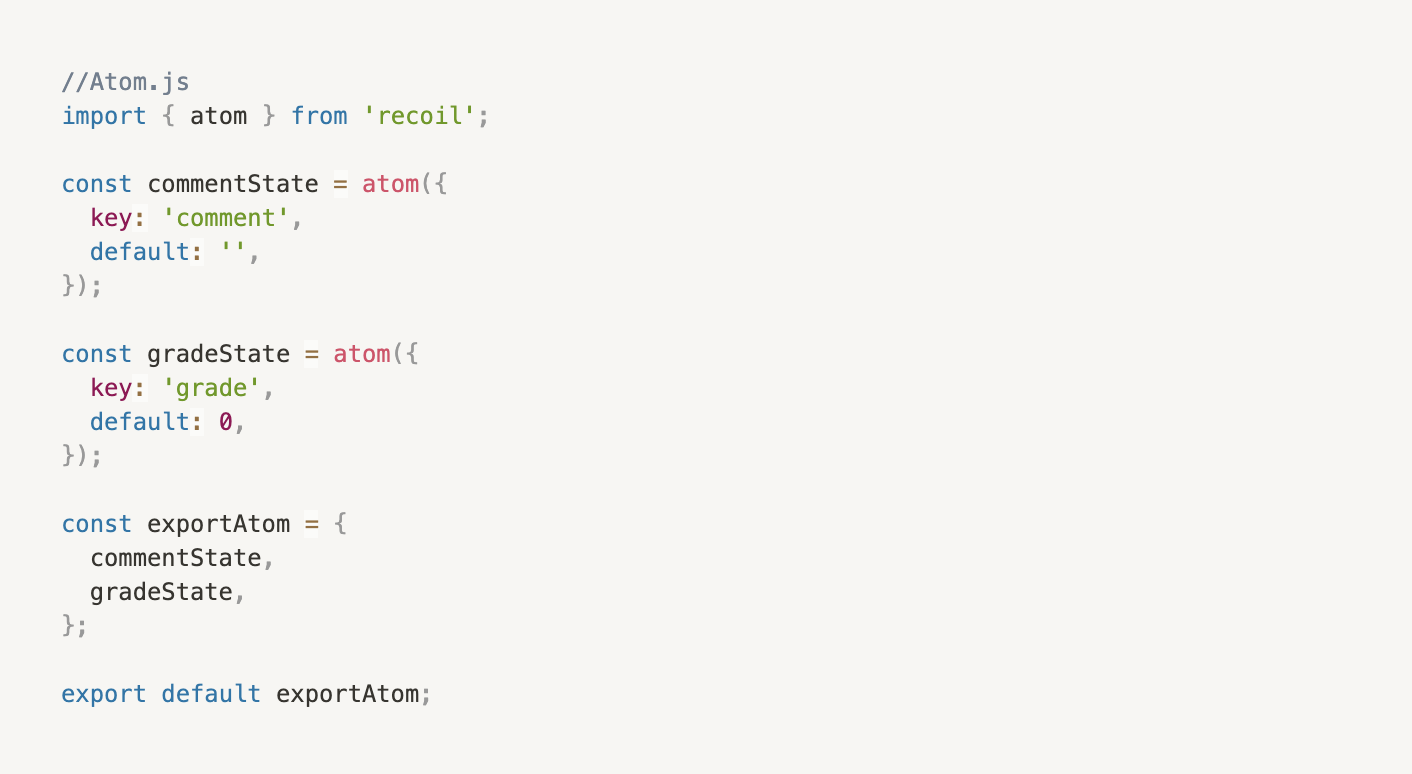 //Atom.js
import { atom } from 'recoil';

const commentState = atom({
  key: 'comment',
  default: '',
});

const gradeState = atom({
  key: 'grade',
  default: 0,
});

const exportAtom = {
  commentState,
  gradeState,
};

export default exportAtom;